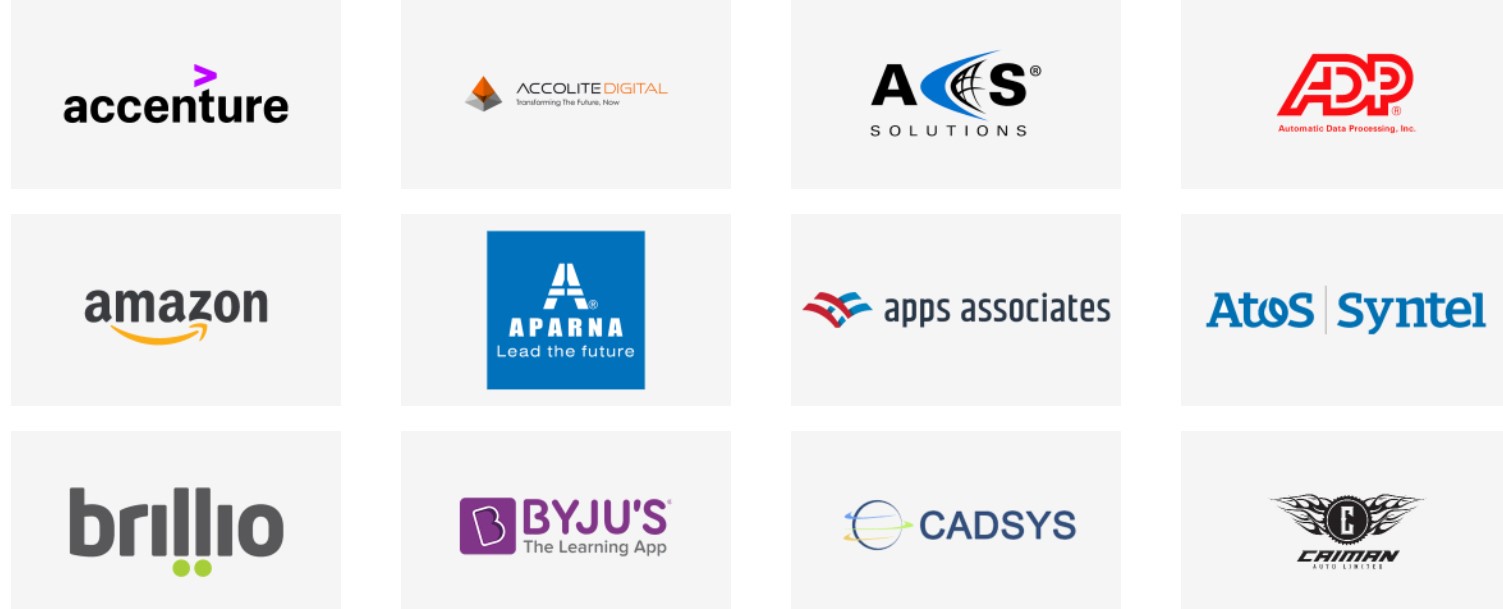 accenture
ACCOLITE DIGITAL
Transforming The Future, Now
ACS®
SOLUTIONS
ADP®
Automatic Data Processing, Inc.
amazon
A®
APARNA
Lead the future
apps associates
Atos | Syntel
brillio
B BYJU'S
The Learning App
CADSYS
C
CAIMAN
AUTO LIMITED